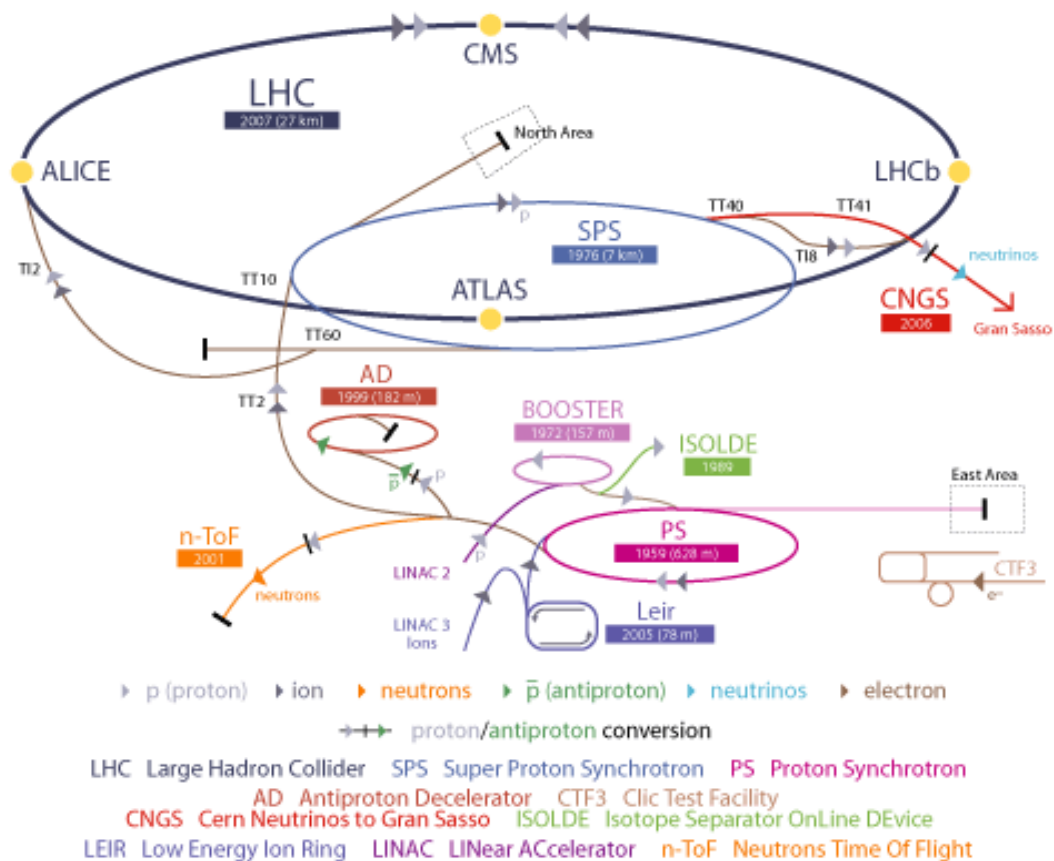 CMS
LHC
2007 (27 km)
North Area
ALICE
LHCb
TT40
TT41
p
SPS
1976 (7 km)
TI8
TI2
TT10
neutrinos
ATLAS
CNGS
2006
Gran Sasso
TT60
AD
1999 (182 m)
TT2
BOOSTER
1972 (157 m)
ISOLDE
1989
p̅
p
East Area
n-ToF
2001
PS
1959 (628 m)
p
LINAC 2
neutrons
CTF3
e⁻
LINAC 3
Ions
Leir
2005 (78 m)
p (proton) ion neutrons p̅ (antiproton) neutrinos electron
proton/antiproton conversion
LHC Large Hadron Collider SPS Super Proton Synchrotron PS Proton Synchrotron
AD Antiproton Decelerator CTF3 Clic Test Facility
CNGS Cern Neutrinos to Gran Sasso ISOLDE Isotope Separator OnLine DEvice
LEIR Low Energy Ion Ring LINAC LINear ACcelerator n-ToF Neutrons Time Of Flight